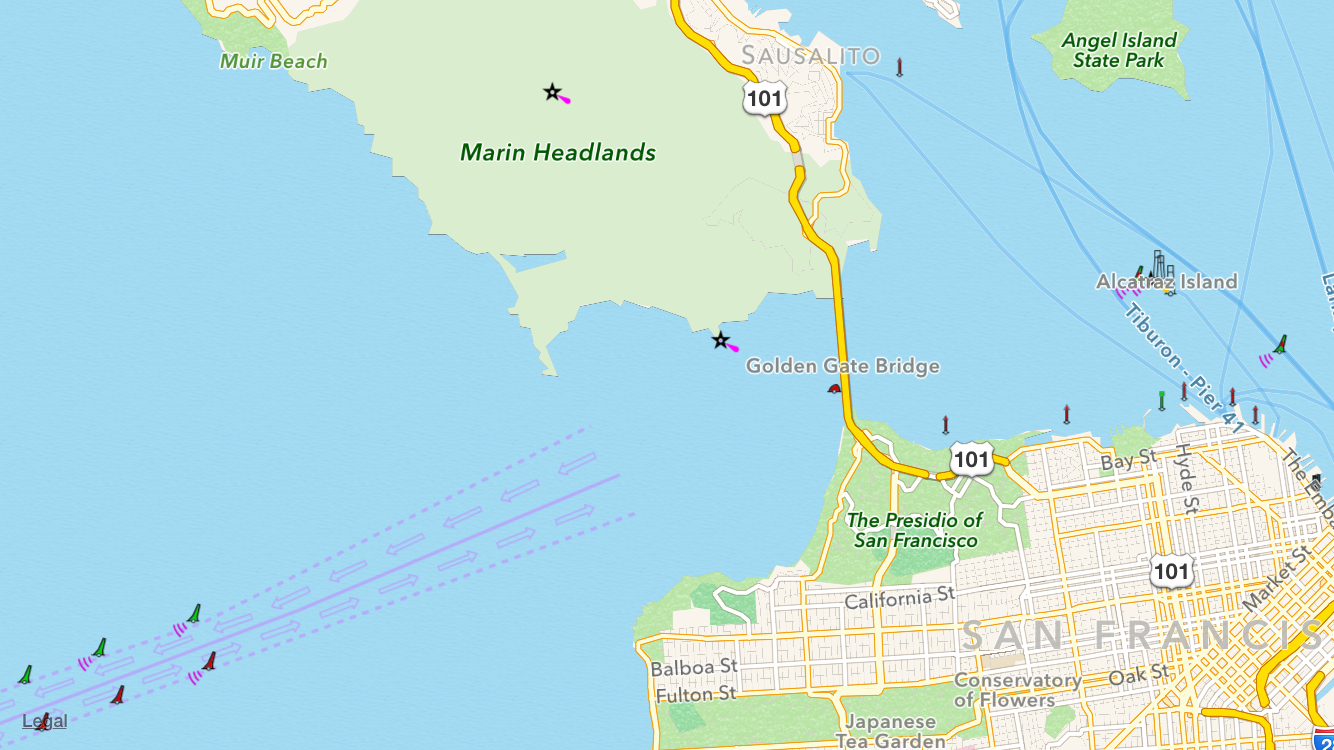 Muir Beach
SAUSALITO
Angel Island
State Park
101
Marin Headlands
Alcatraz Island
Tiburon - Pier 41
Golden Gate Bridge
101
Bay St
Hyde St
The Presidio of
San Francisco
101
Market St
California St
SAN FRANCIS
Balboa St
Fulton St
Oak St
Conservatory
of Flowers
Japanese
Tea Garden
Legal